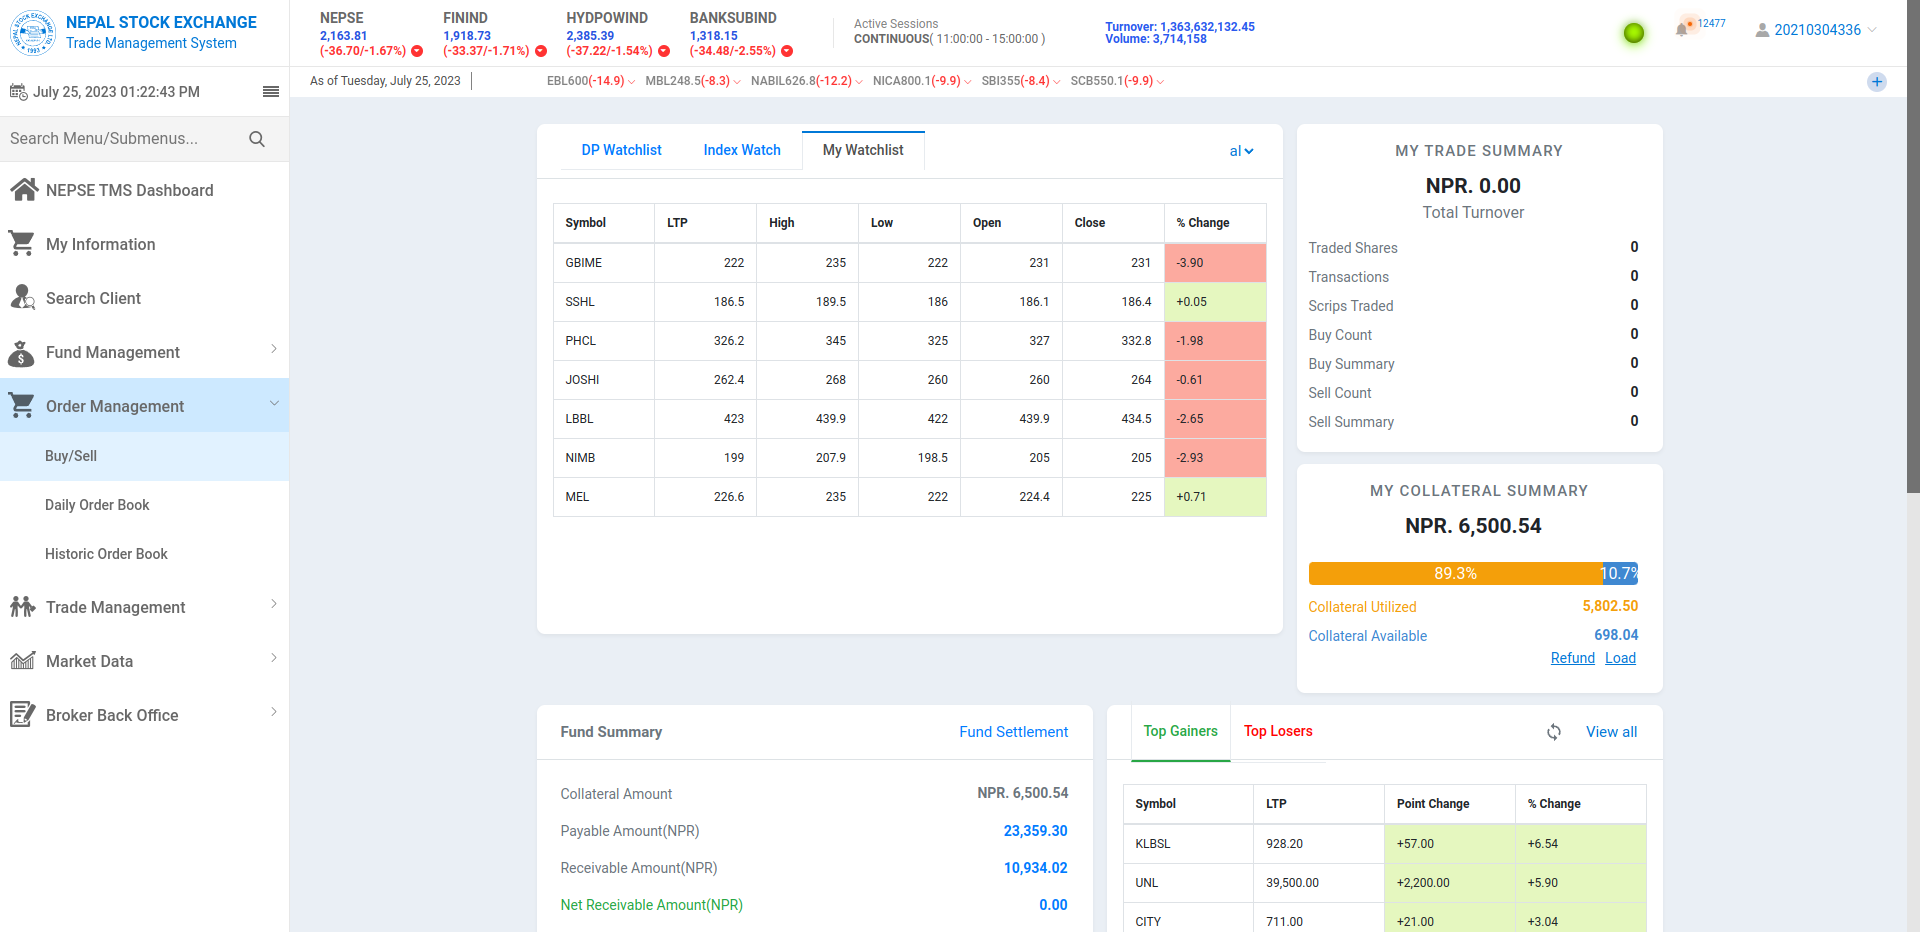 NEPAL STOCK EXCHANGE
Trade Management System
NEPSE
2,163.81
(-36.70/-1.67%)
FININD
1,918.73
(-33.37/-1.71%)
HYDPOWIND
2,385.39
(-37.22/-1.54%)
BANKSUBIND
1,318.15
(-34.48/-2.55%)
Active Sessions
CONTINUOUS( 11:00:00 - 15:00:00 )
Turnover: 1,363,632,132.45
Volume: 3,714,158
12477
20210304336
July 25, 2023 01:22:43 PM
As of Tuesday, July 25, 2023
EBL600(-14.9) MBL248.5(-8.3) NABIL626.8(-12.2) NICA800.1(-9.9) SBI355(-8.4) SCB550.1(-9.9)
Search Menu/Submenus...
NEPSE TMS Dashboard
My Information
Search Client
Fund Management
Order Management
Buy/Sell
Daily Order Book
Historic Order Book
Trade Management
Market Data
Broker Back Office
DP Watchlist Index Watch My Watchlist al
Symbol LTP High Low Open Close % Change
GBIME 222 235 222 231 231 -3.90
SSHL 186.5 189.5 186 186.1 186.4 +0.05
PHCL 326.2 345 325 327 332.8 -1.98
JOSHI 262.4 268 260 260 264 -0.61
LBBL 423 439.9 422 439.9 434.5 -2.65
NIMB 199 207.9 198.5 205 205 -2.93
MEL 226.6 235 222 224.4 225 +0.71
MY TRADE SUMMARY
NPR. 0.00
Total Turnover
Traded Shares 0
Transactions 0
Scrips Traded 0
Buy Count 0
Buy Summary 0
Sell Count 0
Sell Summary 0
MY COLLATERAL SUMMARY
NPR. 6,500.54
89.3% 10.7%
Collateral Utilized 5,802.50
Collateral Available 698.04
Refund Load
Fund Summary Fund Settlement
Collateral Amount NPR. 6,500.54
Payable Amount(NPR) 23,359.30
Receivable Amount(NPR) 10,934.02
Net Receivable Amount(NPR) 0.00
Top Gainers Top Losers View all
Symbol LTP Point Change % Change
KLBSL 928.20 +57.00 +6.54
UNL 39,500.00 +2,200.00 +5.90
CITY 711.00 +21.00 +3.04